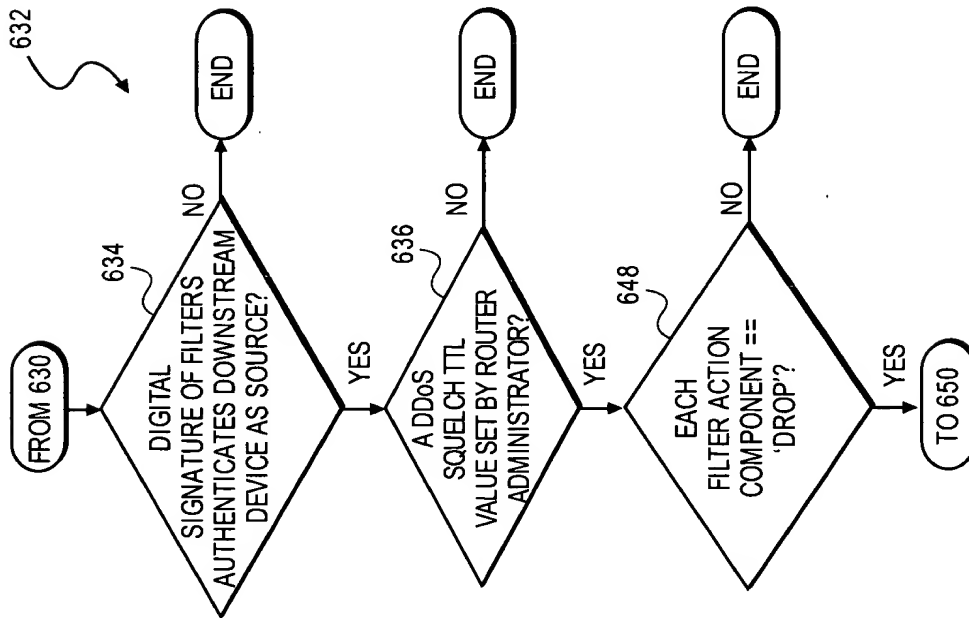 632
FROM 630
634
DIGITAL
SIGNATURE OF FILTERS
AUTHENTICATES DOWNSTREAM
DEVICE AS SOURCE?
NO
END
YES
636
A DDoS
SQUELCH TTL
VALUE SET BY ROUTER
ADMINISTRATOR?
NO
END
YES
648
EACH
FILTER ACTION
COMPONENT ==
'DROP'?
NO
END
YES
TO 650